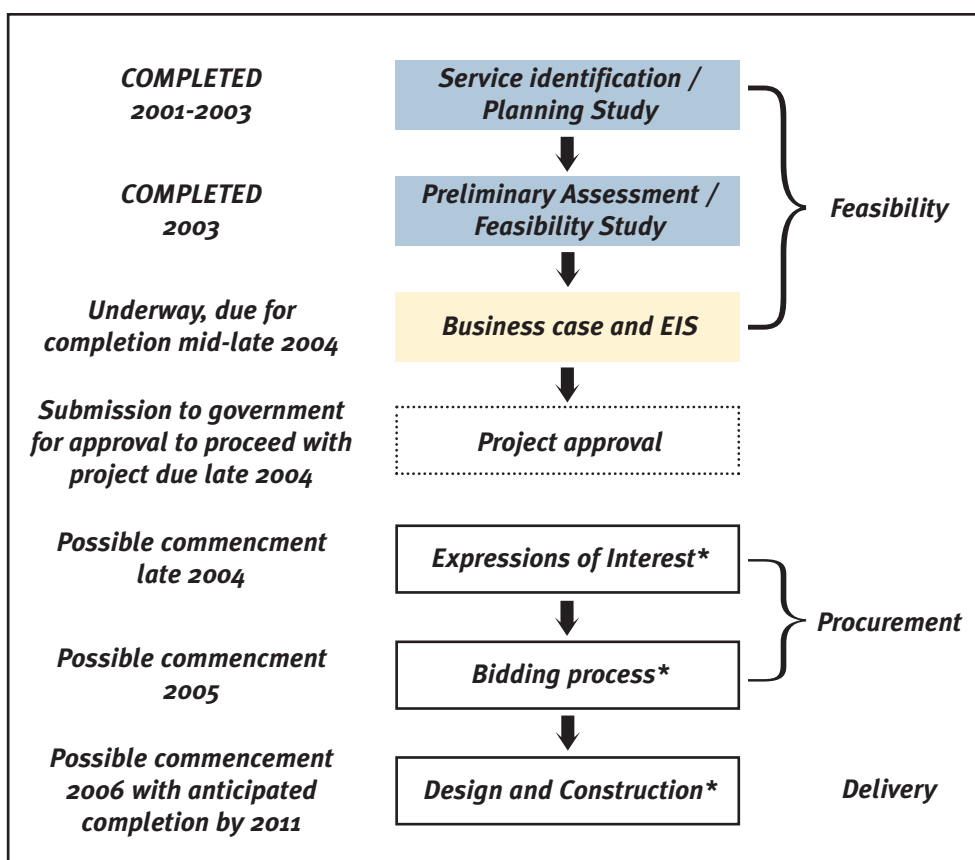 COMPLETED
2001-2003
Service identification /
Planning Study
COMPLETED
2003
Preliminary Assessment /
Feasibility Study
Feasibility
Underway, due for
completion mid-late 2004
Business case and EIS
Submission to government
for approval to proceed with
project due late 2004
Project approval
Possible commencment
late 2004
Expressions of Interest*
Procurement
Possible commencment
2005
Bidding process*
Possible commencement
2006 with anticipated
completion by 2011
Design and Construction*
Delivery